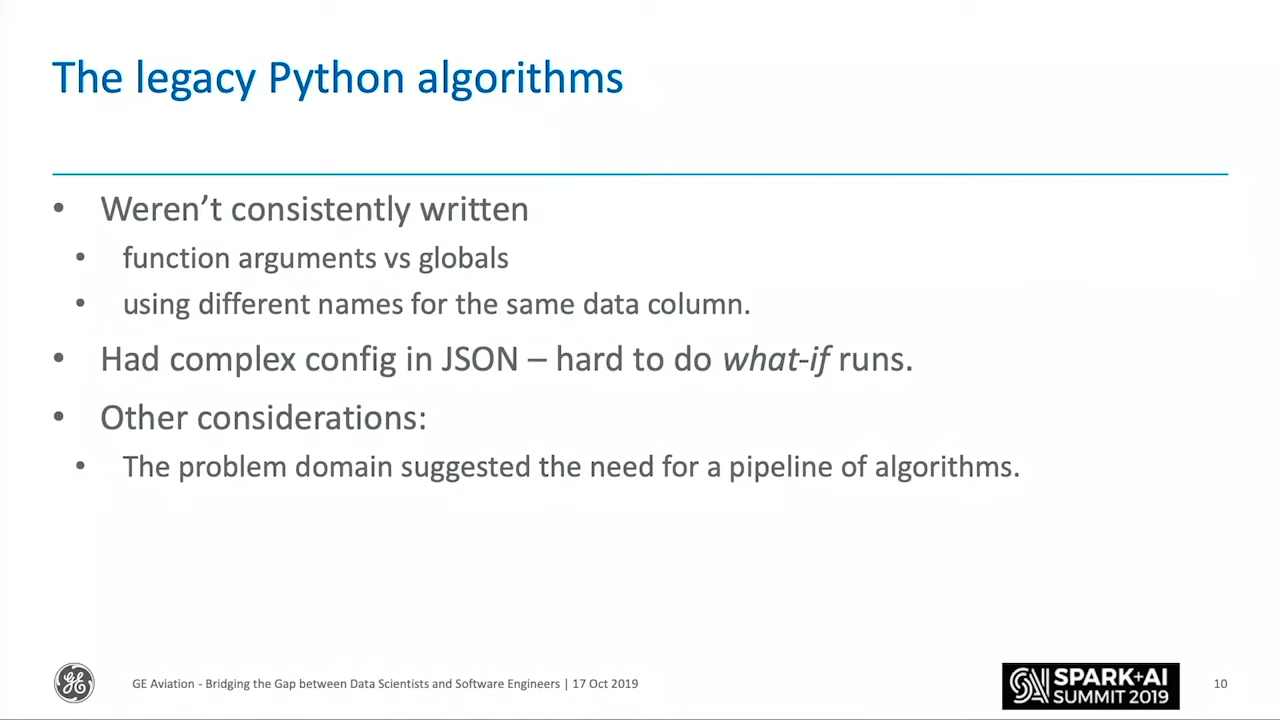 The legacy Python algorithms
• Weren’t consistently written
• function arguments vs globals
• using different names for the same data column.
• Had complex config in JSON – hard to do what-if runs.
• Other considerations:
• The problem domain suggested the need for a pipeline of algorithms.
GE
GE Aviation - Bridging the Gap between Data Scientists and Software Engineers | 17 Oct 2019
SPARK+AI
SUMMIT 2019
10